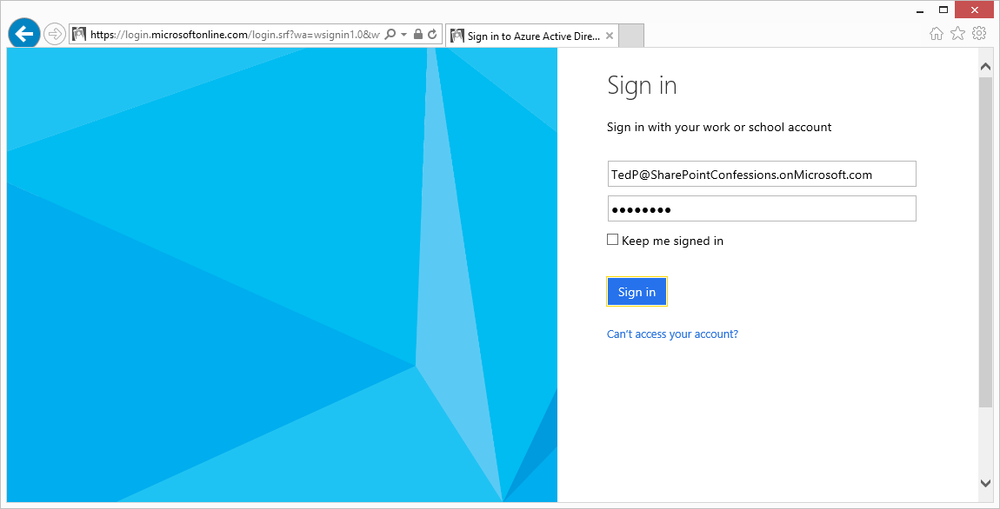 https://login.microsoftonline.com/login.srf?wa=wsignin1.0&w
Sign in to Azure Active Dire...
Sign in
Sign in with your work or school account
TedP@SharePointConfessions.onMicrosoft.com
●●●●●●●●
Keep me signed in
Sign in
Can't access your account?